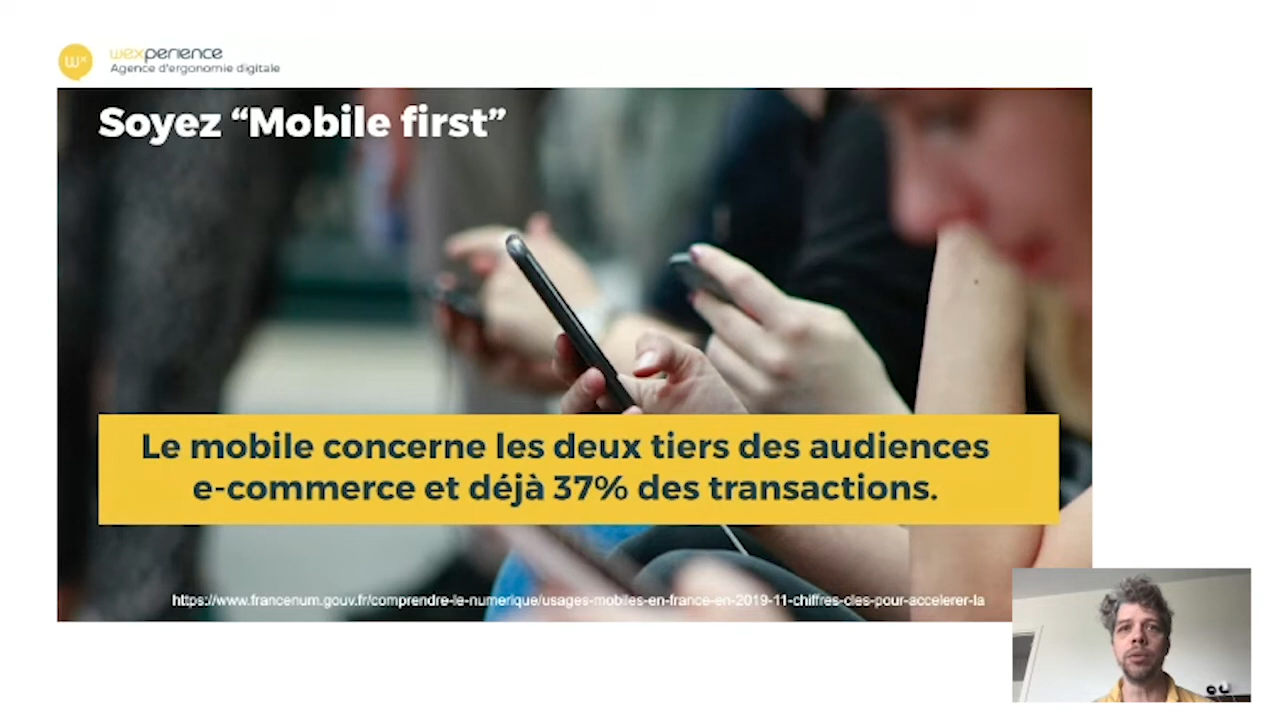 wx
wexperience
Agence d'ergonomie digitale
Soyez “Mobile first”
Le mobile concerne les deux tiers des audiences
e-commerce et déjà 37% des transactions.
https://www.francenum.gouv.fr/comprendre-le-numerique/usages-mobiles-en-france-en-2019-11-chiffres-cles-pour-accelerer-la